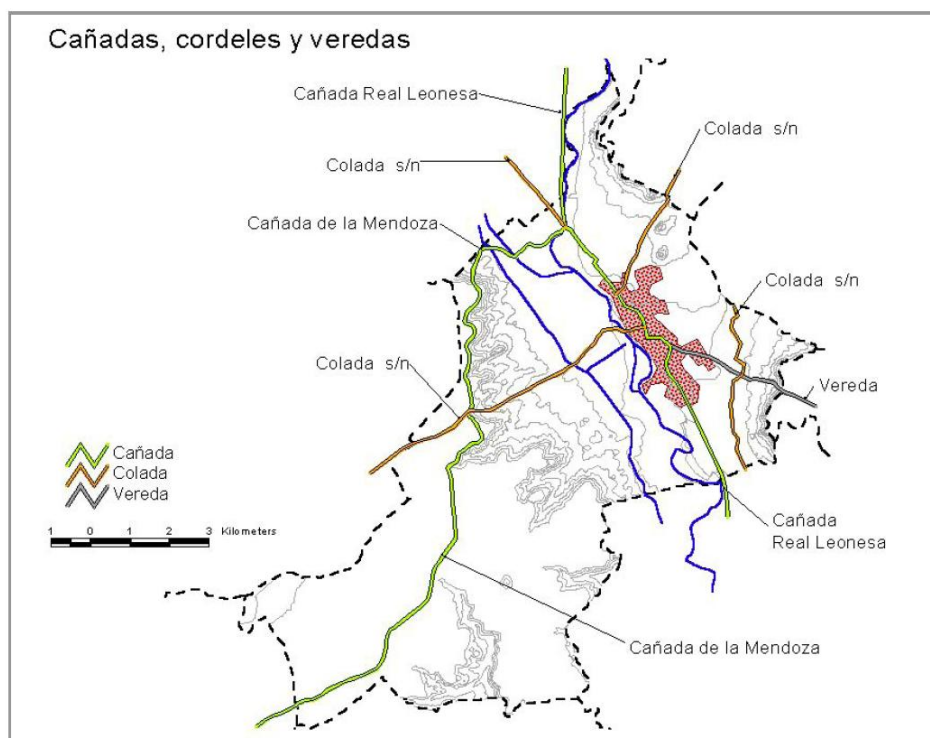 Cañadas, cordeles y veredas
Cañada Real Leonesa
Colada s/n
Colada s/n
Cañada de la Mendoza
Colada s/n
Colada s/n
Vereda
Cañada
Colada
Vereda
1 0 1 2 3 Kilometers
Cañada
Real Leonesa
Cañada de la Mendoza